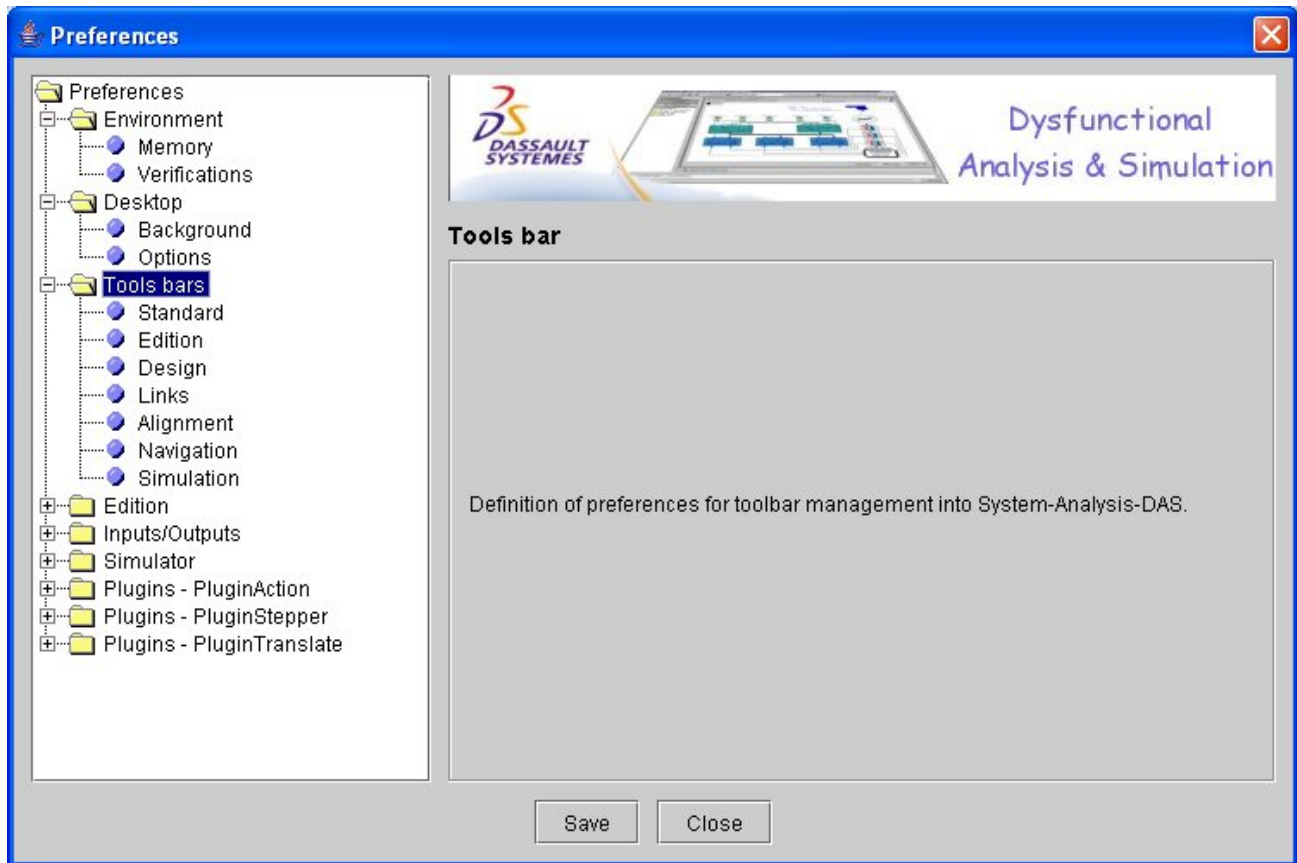 Preferences
Preferences
Environment
Memory
Verifications
Desktop
Background
Options
Tools bars
Standard
Edition
Design
Links
Alignment
Navigation
Simulation
Edition
Inputs/Outputs
Simulator
Plugins - PluginAction
Plugins - PluginStepper
Plugins - PluginTranslate
DASSAULT
SYSTEMES
Dysfunctional
Analysis & Simulation
Tools bar
Definition of preferences for toolbar management into System-Analysis-DAS.
Save
Close